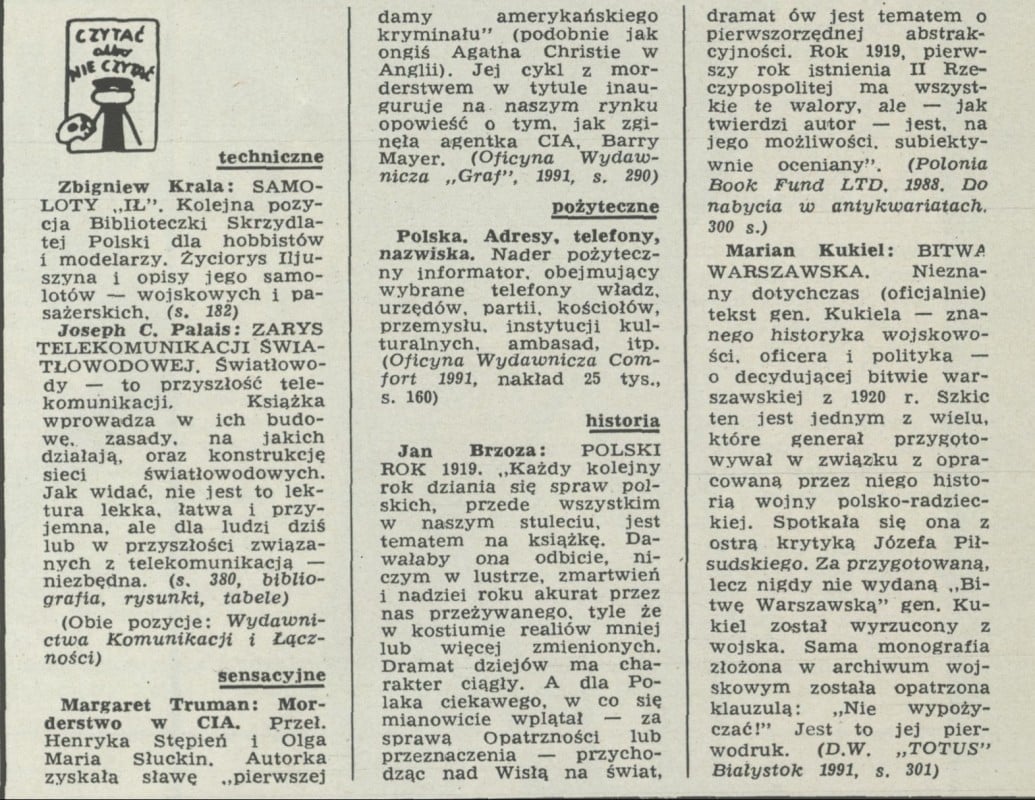 CZYTAĆ
albo
NIE CZYTAĆ
techniczne
Zbigniew Krala: SAMO-
LOTY „IŁ”. Kolejna pozy-
cja Biblioteczki Skrzydla-
tej Polski dla hobbistów
i modelarzy. Życiorys Ilju-
szyna i opisy jego samo-
lotów — wojskowych i pa-
sażerskich. (s. 182)
Joseph C. Palais: ZARYS
TELEKOMUNIKACJI ŚWIA-
TŁOWODOWEJ. Światłowo-
dy — to przyszłość tele-
komunikacji. Książka
wprowadza w ich budo-
wę, zasady, na jakich
działają, oraz konstrukcję
sieci światłowodowych.
Jak widać, nie jest to lek-
tura lekka, łatwa i przy-
jemna, ale dla ludzi dziś
lub w przyszłości związa-
nych z telekomunikacją —
niezbędna. (s. 380, biblio-
grafia, rysunki, tabele)
(Obie pozycje: Wydawni-
ctwa Komunikacji i Łącz-
ności)
sensacyjne
Margaret Truman: Mor-
derstwo w CIA. Przeł.
Henryka Stępień i Olga
Maria Słuckin. Autorka
zyskała sławę „pierwszej
damy amerykańskiego
kryminału” (podobnie jak
ongiś Agatha Christie w
Anglii). Jej cykl z mor-
derstwem w tytule inau-
guruje na naszym rynku
opowieść o tym, jak zgi-
nęła agentka CIA, Barry
Mayer. (Oficyna Wydaw-
nicza „Graf”, 1991, s. 290)
pożyteczne
Polska. Adresy, telefony,
nazwiska. Nader pożytecz-
ny informator, obejmujący
wybrane telefony władz,
urzędów, partii, kościołów,
przemysłu, instytucji kul-
turalnych, ambasad, itp.
(Oficyna Wydawnicza Com-
fort 1991, nakład 25 tys.,
s. 160)
historia
Jan Brzoza: POLSKI
ROK 1919. „Każdy kolejny
rok dziania się spraw pol-
skich, przede wszystkim
w naszym stuleciu, jest
tematem na książkę. Da-
wałaby ona odbicie, ni-
czym w lustrze, zmartwień
i nadziei roku akurat przez
nas przeżywanego, tyle że
w kostiumie realiów mniej
lub więcej zmienionych.
Dramat dziejów ma cha-
rakter ciągły. A dla Po-
laka ciekawego, w co się
mianowicie wplątał — za
sprawą Opatrzności lub
przeznaczenia — przycho-
dząc nad Wisłą na świat,
dramat ów jest tematem o
pierwszorzędnej abstrak-
cyjności. Rok 1919, pierw-
szy rok istnienia II Rze-
czypospolitej ma wszyst-
kie te walory, ale — jak
twierdzi autor — jest, na
jego możliwości, subiekty-
wnie oceniany”. (Polonia
Book Fund LTD. 1988. Do
nabycia w antykwariatach.
300 s.)
Marian Kukiel: BITWA
WARSZAWSKA. Niezna-
ny dotychczas (oficjalnie)
tekst gen. Kukiela — zna-
nego historyka wojskowo-
ści, oficera i polityka —
o decydującej bitwie war-
szawskiej z 1920 r. Szkic
ten jest jednym z wielu,
które generał przygoto-
wywał w związku z opra-
cowaną przez niego histo-
rią wojny polsko-radziec-
kiej. Spotkała się ona z
ostrą krytyką Józefa Pił-
sudskiego. Za przygotowaną,
lecz nigdy nie wydaną „Bi-
twę Warszawską” gen. Ku-
kiel został wyrzucony z
wojska. Sama monografia
złożona w archiwum woj-
skowym została opatrzona
klauzulą: „Nie wypoży-
czać!” Jest to jej pier-
wodruk. (D.W. „TOTUS”
Białystok 1991, s. 301)